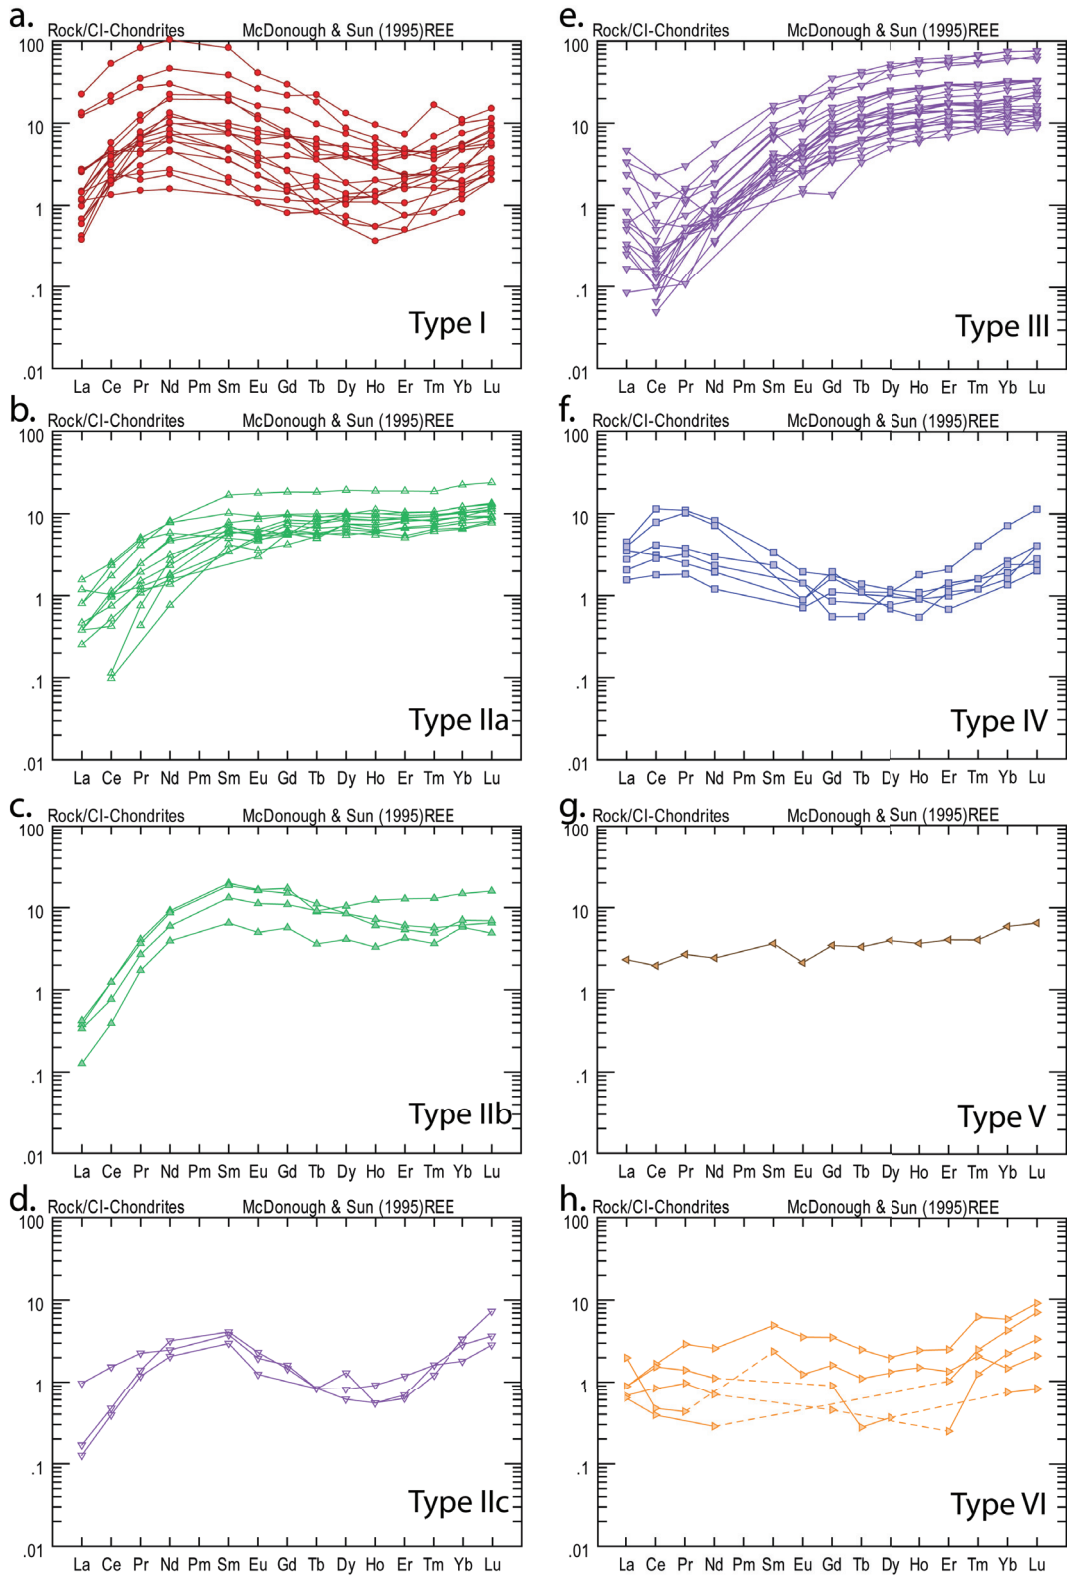 a.
Rock/CI-Chondrites McDonough & Sun (1995)REE
100
10
1
.1
.01
Type I
La Ce Pr Nd Pm Sm Eu Gd Tb Dy Ho Er Tm Yb Lu
b.
Rock/CI-Chondrites McDonough & Sun (1995)REE
100
10
1
.1
.01
Type IIa
La Ce Pr Nd Pm Sm Eu Gd Tb Dy Ho Er Tm Yb Lu
c.
Rock/CI-Chondrites McDonough & Sun (1995)REE
100
10
1
.1
.01
Type IIb
La Ce Pr Nd Pm Sm Eu Gd Tb Dy Ho Er Tm Yb Lu
d.
Rock/CI-Chondrites McDonough & Sun (1995)REE
100
10
1
.1
.01
Type IIc
La Ce Pr Nd Pm Sm Eu Gd Tb Dy Ho Er Tm Yb Lu
e.
Rock/CI-Chondrites McDonough & Sun (1995)REE
100
10
1
.1
.01
Type III
La Ce Pr Nd Pm Sm Eu Gd Tb Dy Ho Er Tm Yb Lu
f.
Rock/CI-Chondrites McDonough & Sun (1995)REE
100
10
1
.1
.01
Type IV
La Ce Pr Nd Pm Sm Eu Gd Tb Dy Ho Er Tm Yb Lu
g.
Rock/CI-Chondrites McDonough & Sun (1995)REE
100
10
1
.1
.01
Type V
La Ce Pr Nd Pm Sm Eu Gd Tb Dy Ho Er Tm Yb Lu
h.
Rock/CI-Chondrites McDonough & Sun (1995)REE
100
10
1
.1
.01
Type VI
La Ce Pr Nd Pm Sm Eu Gd Tb Dy Ho Er Tm Yb Lu